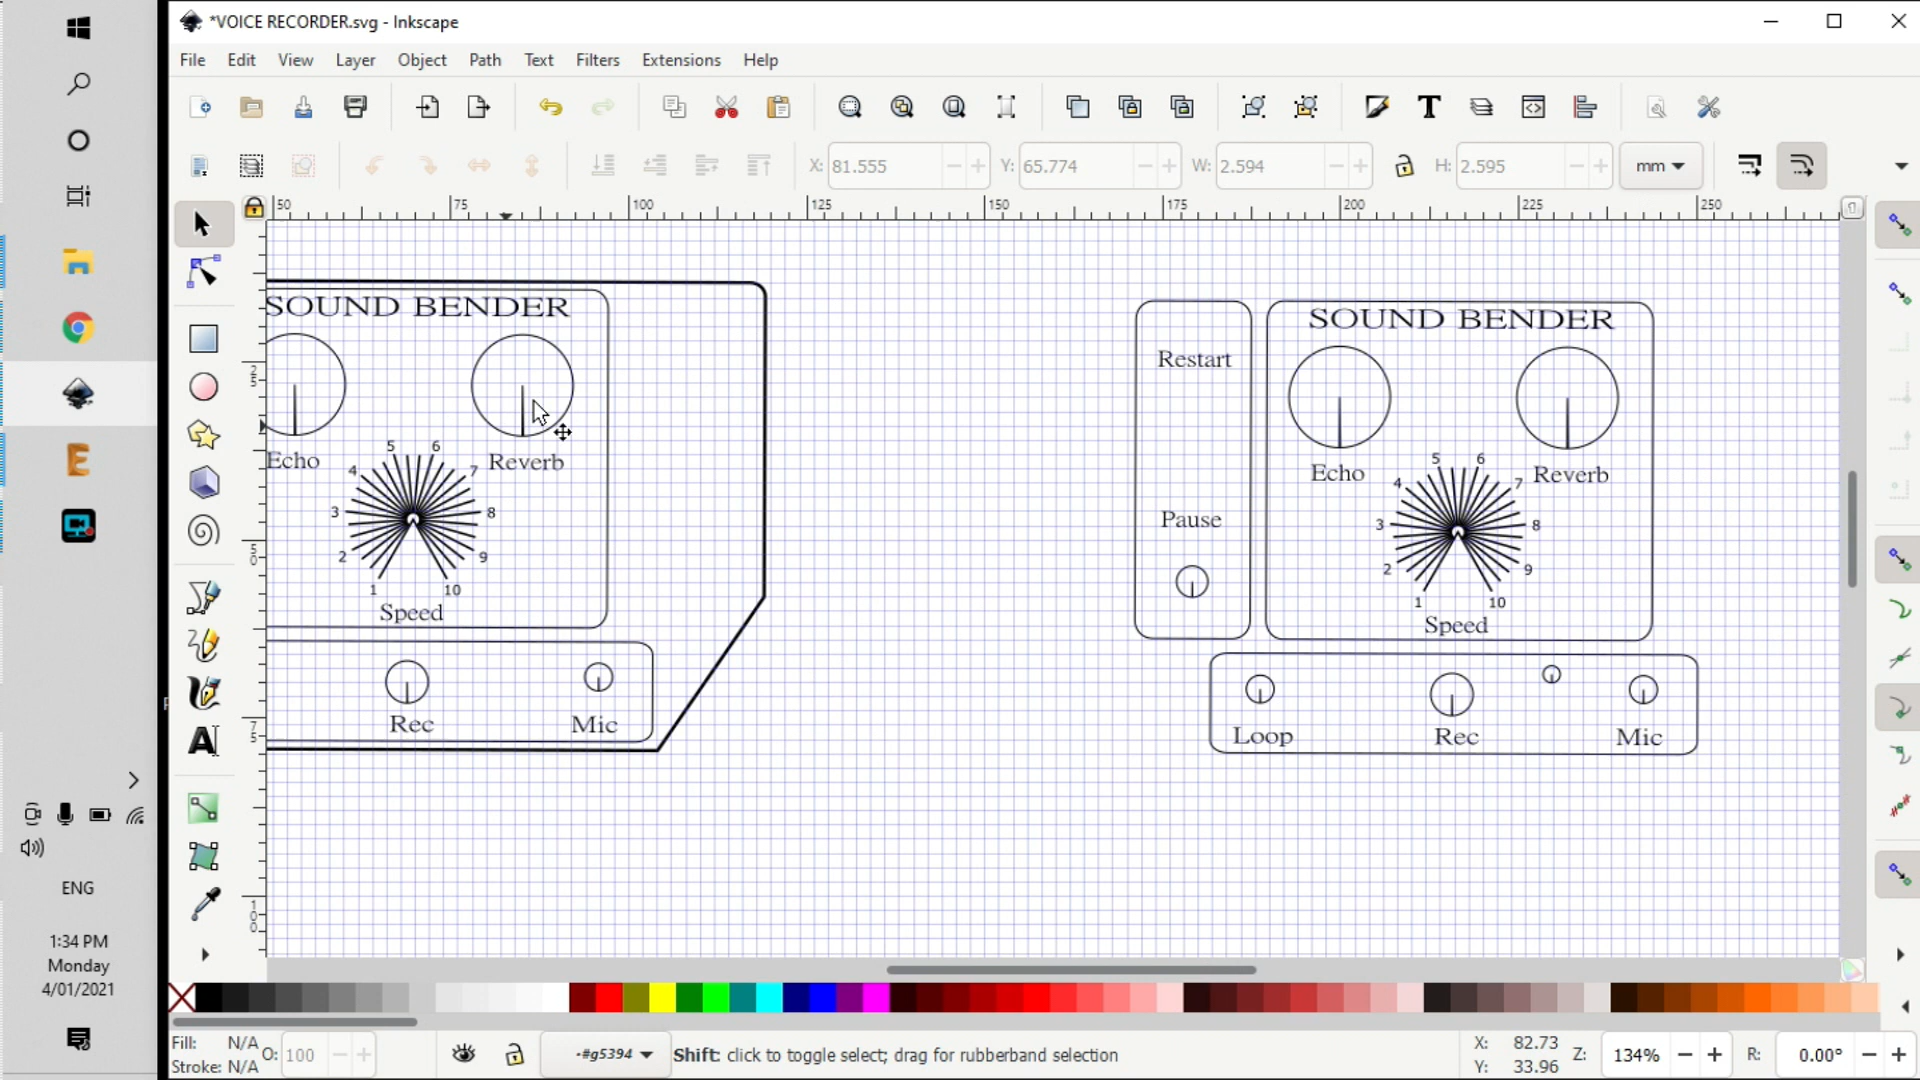 *VOICE RECORDER.svg - Inkscape
File Edit View Layer Object Path Text Filters Extensions Help
X: 81.555 Y: 65.774 W: 2.594 H: 2.595 mm
50 75 100 125 150 175 200 225 250
25
50
75
100
SOUND BENDER
Echo
Reverb
1 2 3 4 5 6 7 8 9 10
Speed
Rec
Mic
Restart
Pause
SOUND BENDER
Echo
Reverb
1 2 3 4 5 6 7 8 9 10
Speed
Loop
Rec
Mic
ENG
1:34 PM
Monday
4/01/2021
Fill: N/A
Stroke: N/A
O: 100
-#g5394
Shift: click to toggle select; drag for rubberband selection
X: 82.73
Y: 33.96
Z: 134%
R: 0.00°